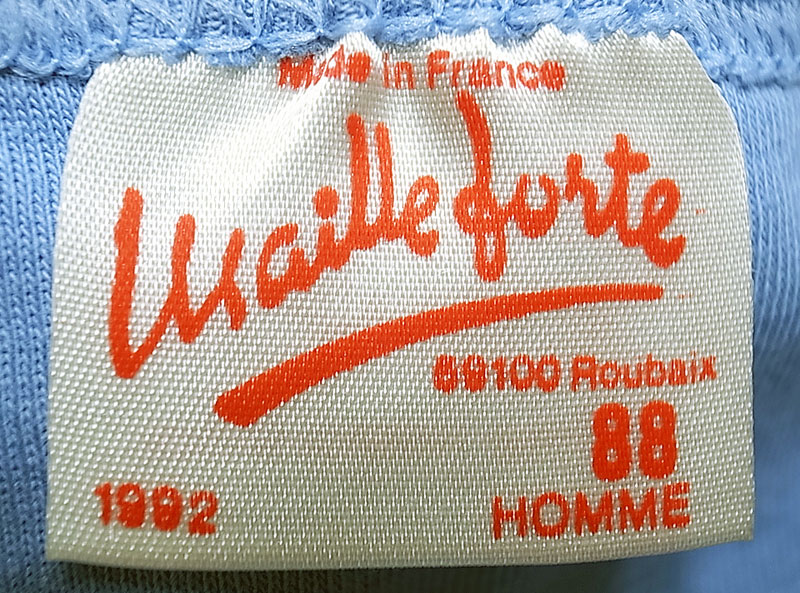 Made in France
Maille forte
59100 Roubaix
88
1992 HOMME